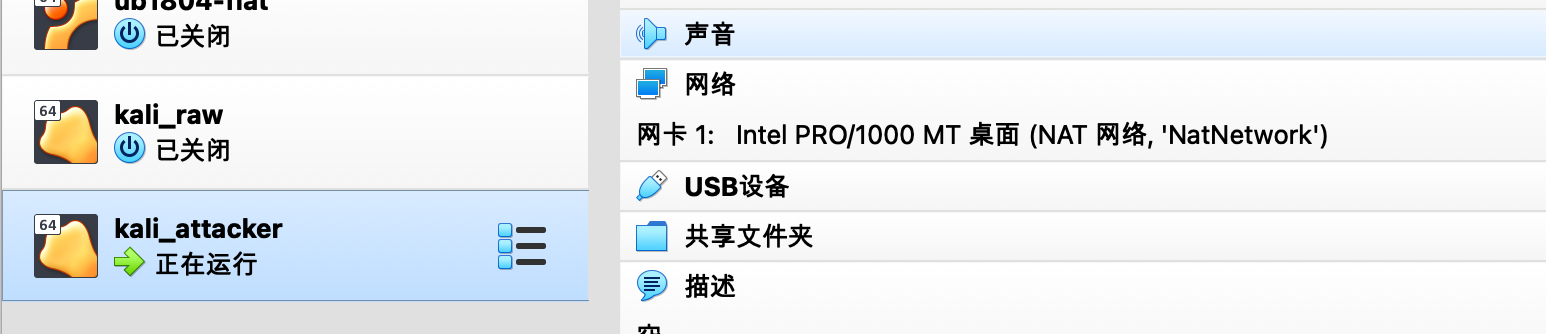 ub1804-nat
已关闭
64
kali_raw
已关闭
64
kali_attacker
正在运行
声音
网络
网卡 1: Intel PRO/1000 MT 桌面 (NAT 网络, 'NatNetwork')
USB设备
共享文件夹
描述